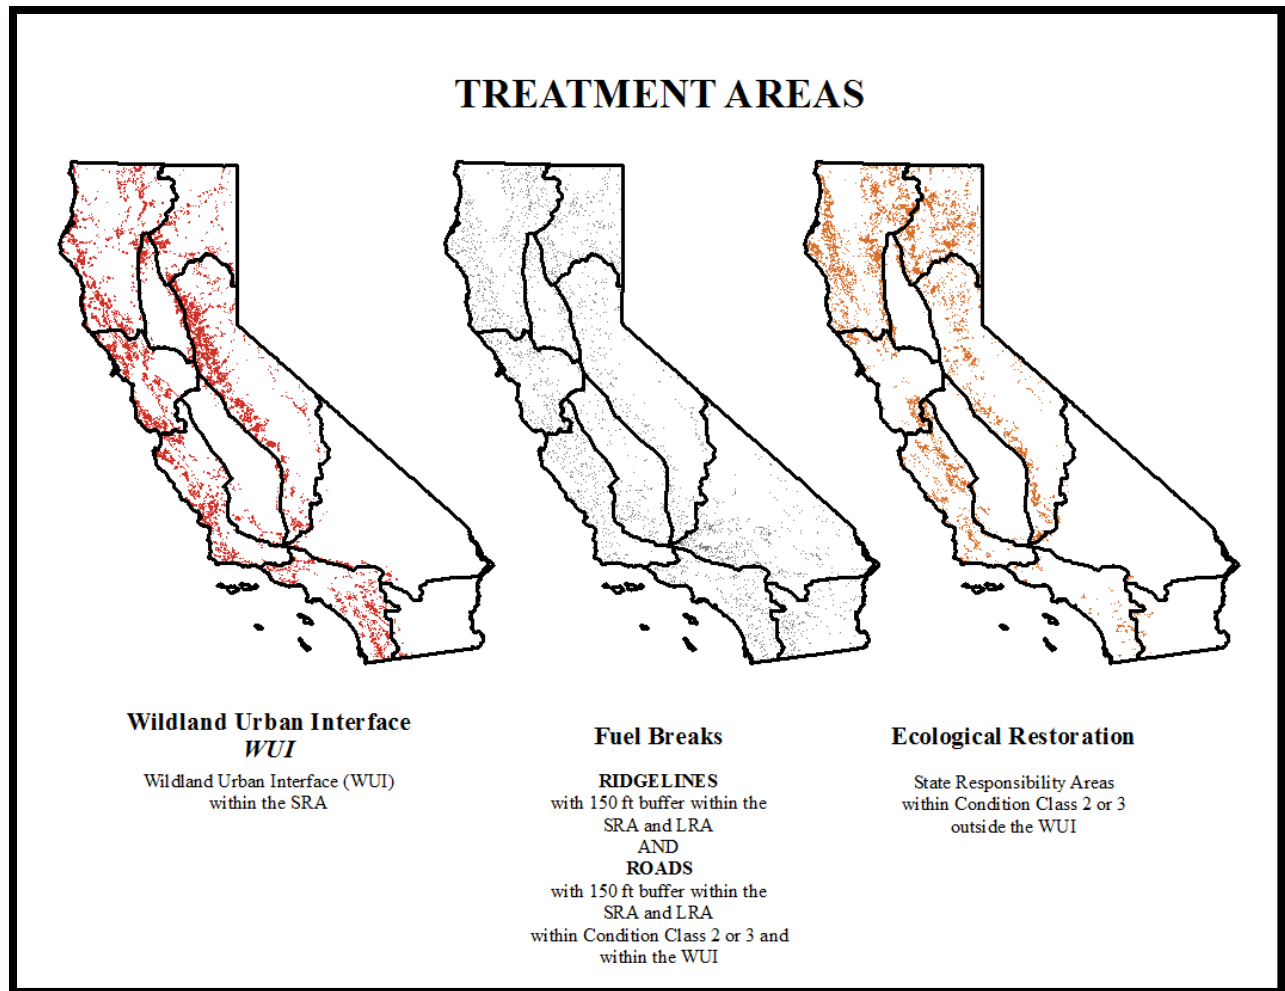 TREATMENT AREAS
Wildland Urban Interface
WUI
Wildland Urban Interface (WUI)
within the SRA
Fuel Breaks
RIDGELINES
with 150 ft buffer within the
SRA and LRA
AND
ROADS
with 150 ft buffer within the
SRA and LRA
within Condition Class 2 or 3 and
within the WUI
Ecological Restoration
State Responsibility Areas
within Condition Class 2 or 3
outside the WUI